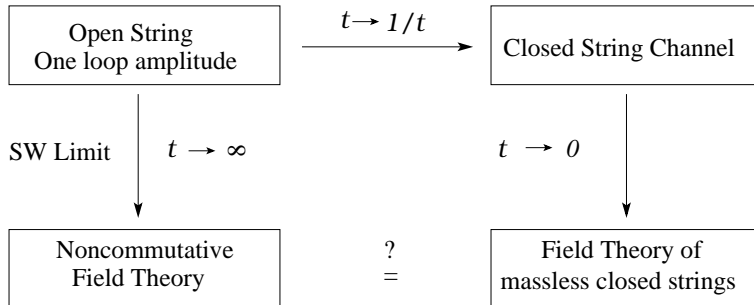 Open String
One loop amplitude
t → 1/t
Closed String Channel
SW Limit
t → ∞
t → 0
Noncommutative
Field Theory
?
=
Field Theory of
massless closed strings